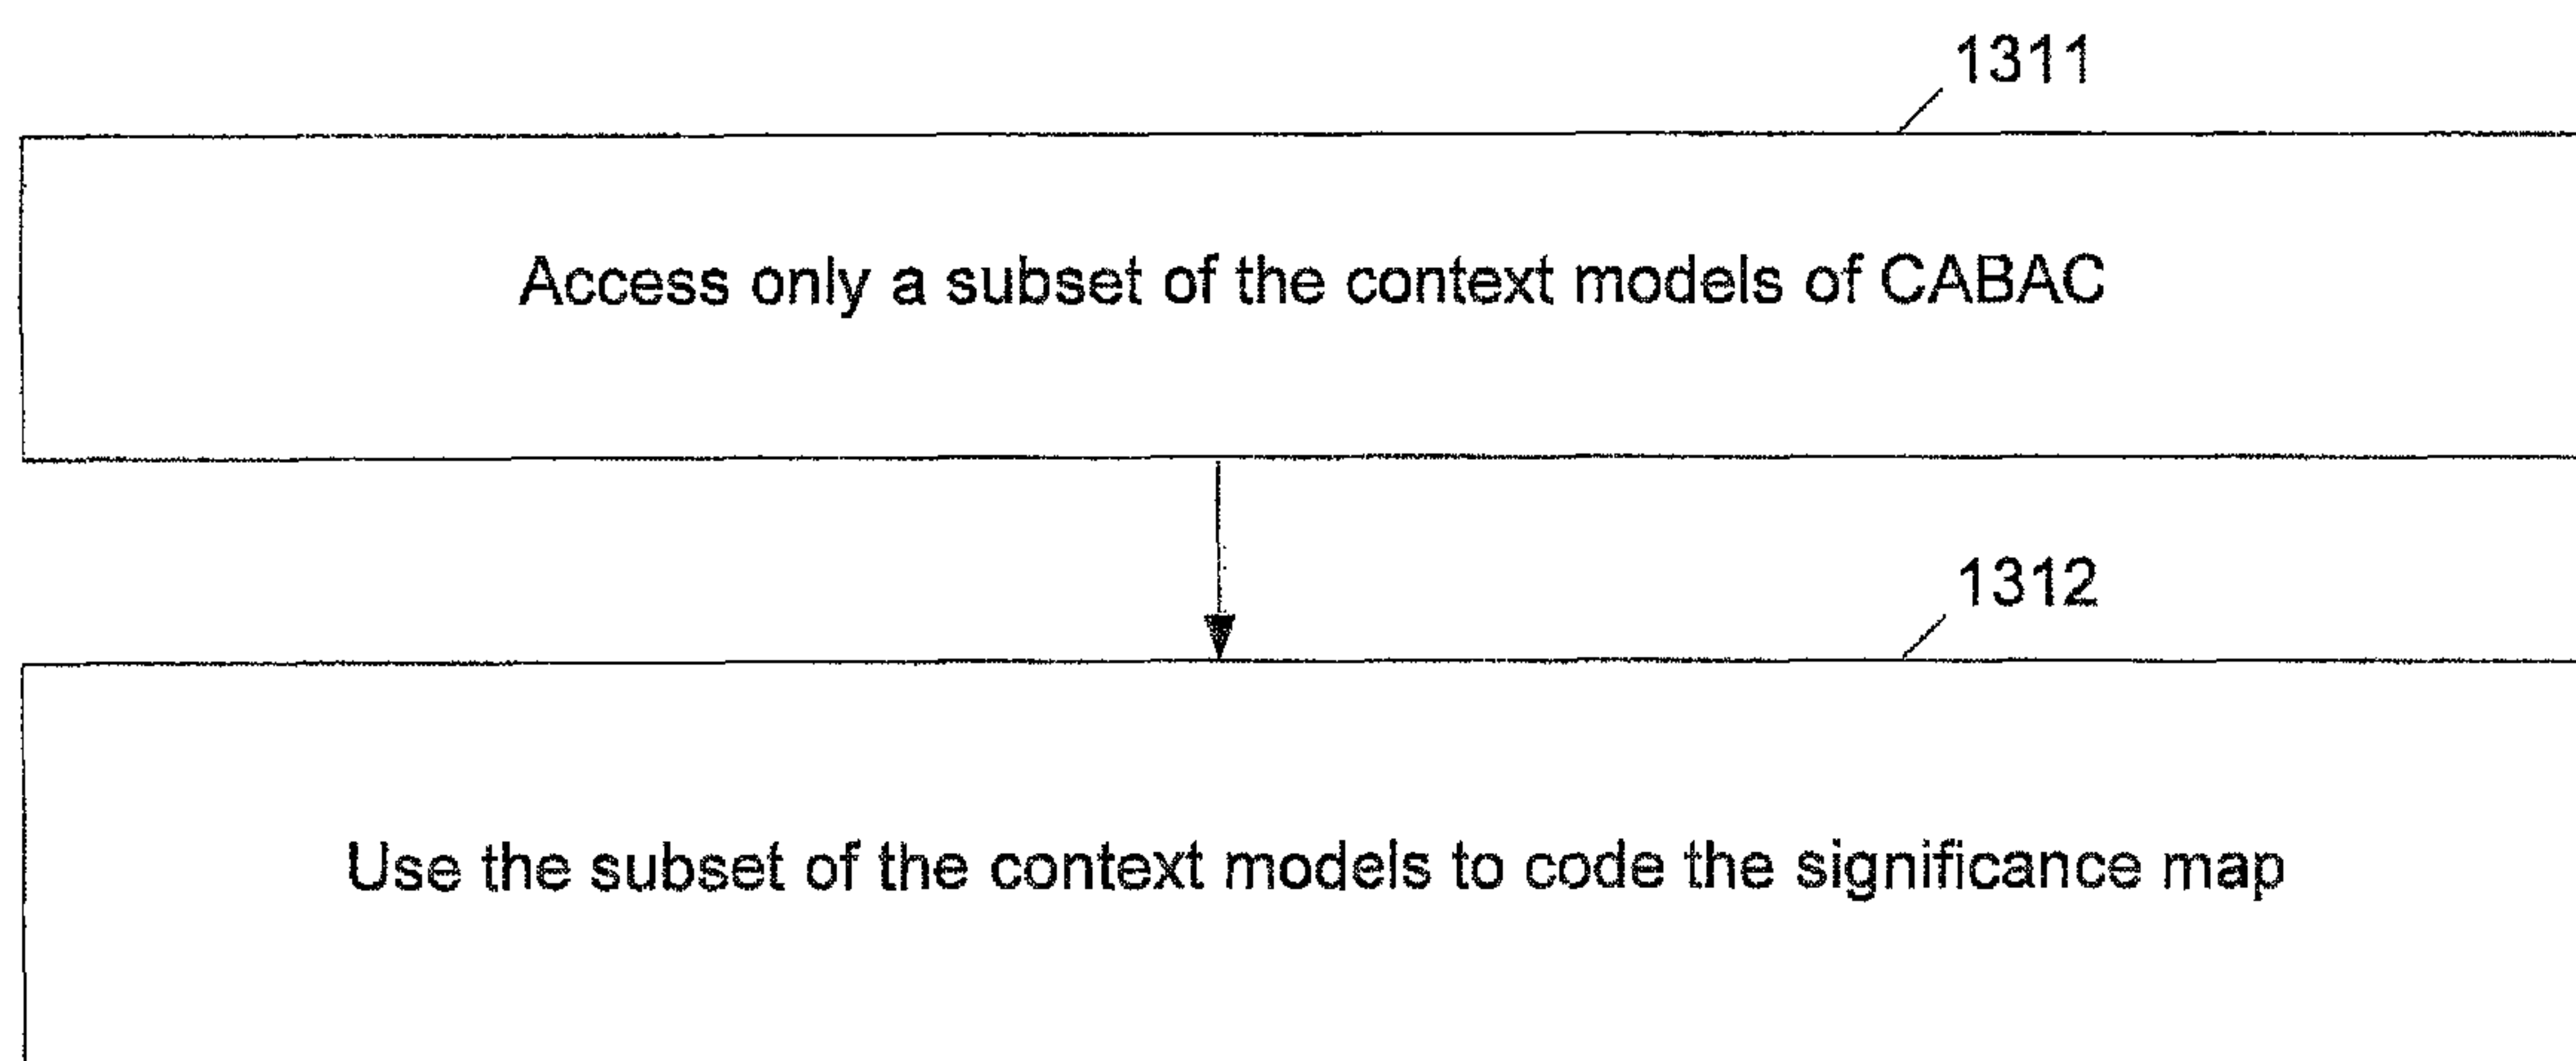 1311
Access only a subset of the context models of CABAC
1312
Use the subset of the context models to code the significance map